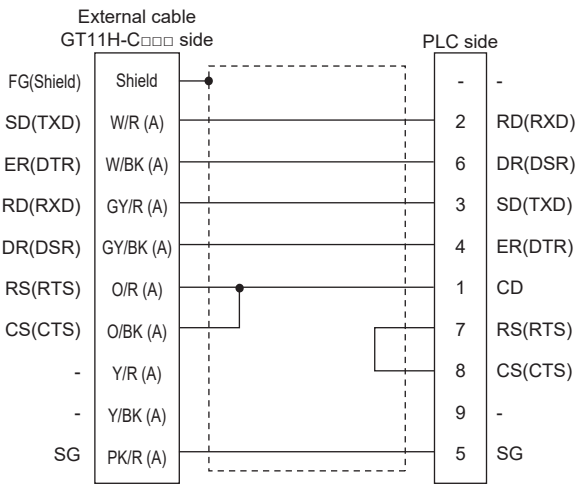 External cable
GT11H-C□□□ side
PLC side
FG(Shield) Shield - -
SD(TXD) W/R (A) 2 RD(RXD)
ER(DTR) W/BK (A) 6 DR(DSR)
RD(RXD) GY/R (A) 3 SD(TXD)
DR(DSR) GY/BK (A) 4 ER(DTR)
RS(RTS) O/R (A) 1 CD
CS(CTS) O/BK (A) 7 RS(RTS)
- Y/R (A) 8 CS(CTS)
- Y/BK (A) 9 -
SG PK/R (A) 5 SG